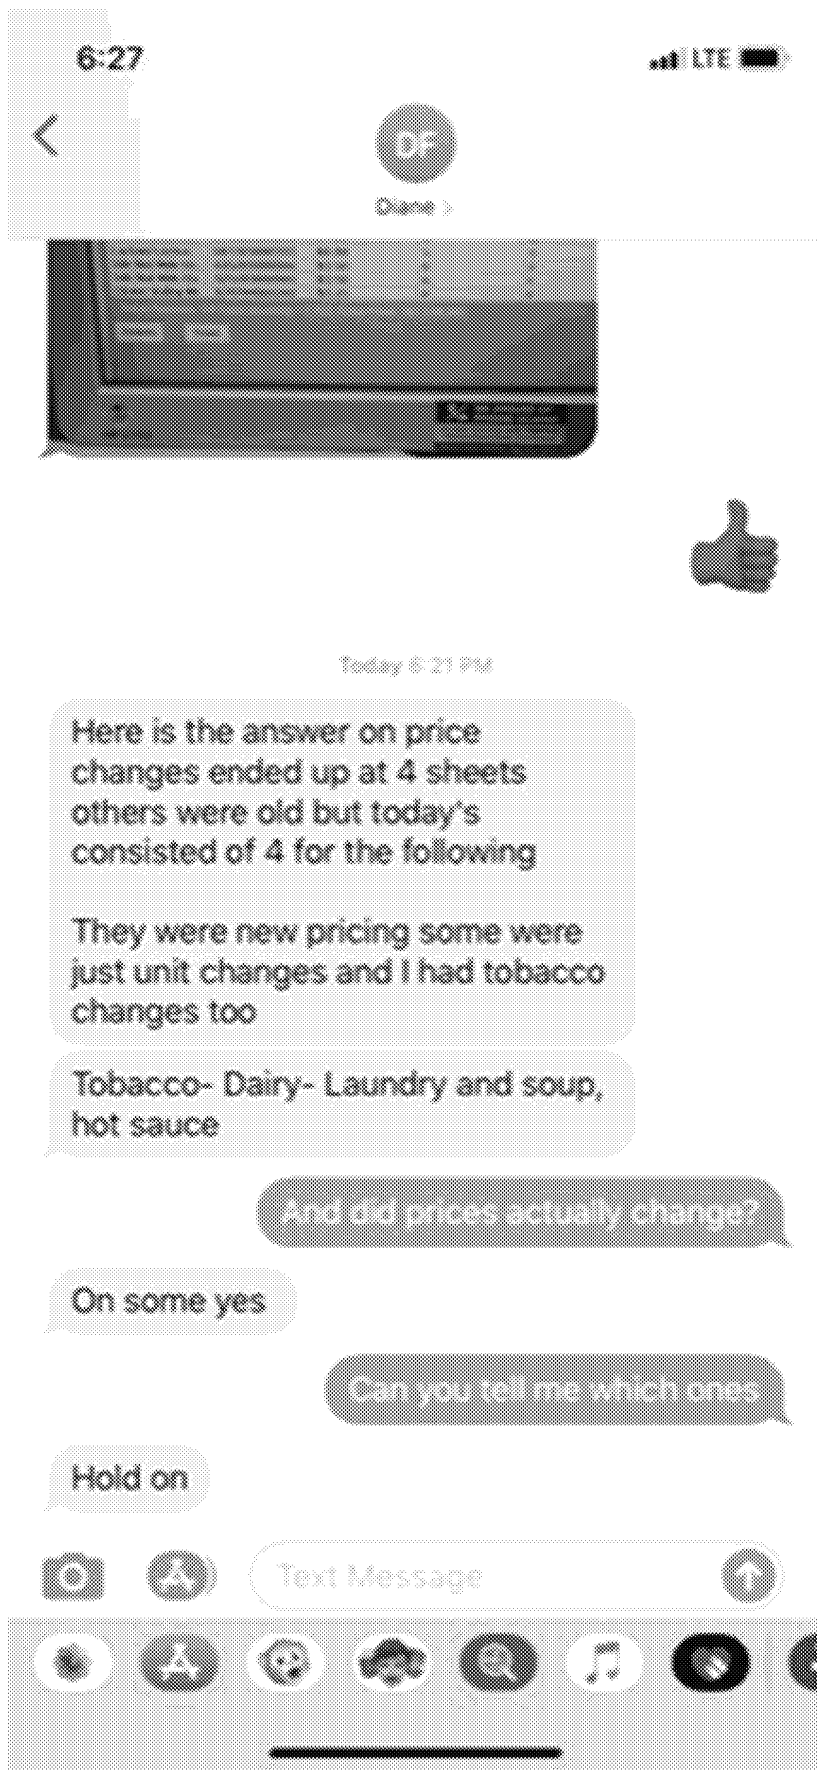 6:27
LTE
DF
Diane
Today 6:21 PM
Here is the answer on price
changes ended up at 4 sheets
others were old but today's
consisted of 4 for the following
They were new pricing some were
just unit changes and I had tobacco
changes too
Tobacco- Dairy- Laundry and soup,
hot sauce
And did prices actually change?
On some yes
Can you tell me which ones
Hold on
Text Message